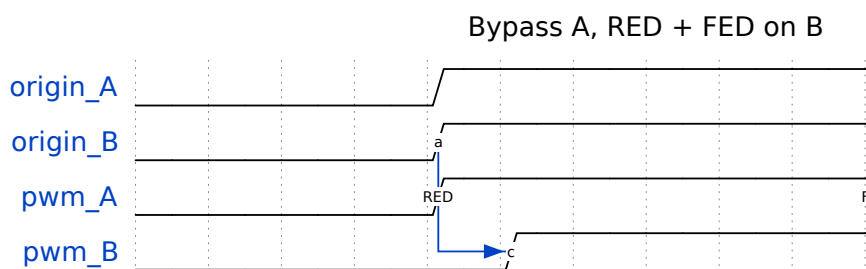 Bypass A, RED + FED on B
origin_A
origin_B
a
pwm_A
RED
pwm_B
c